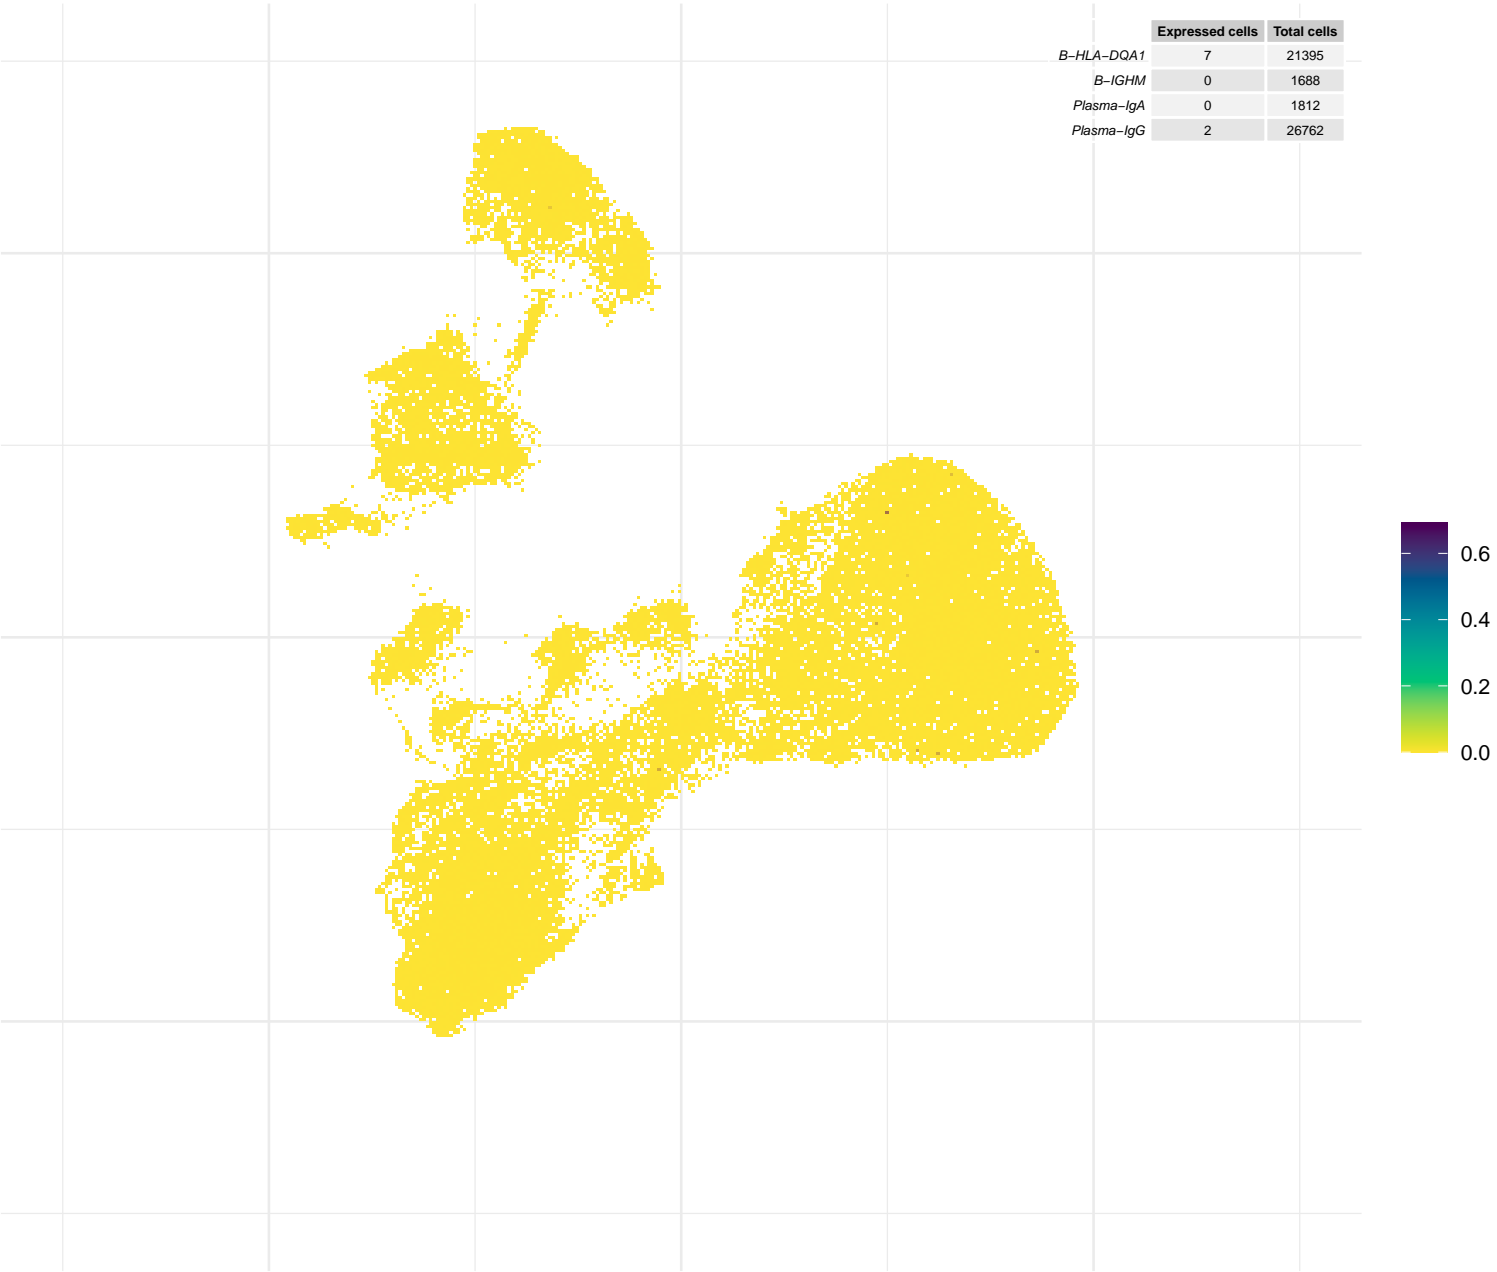 Expressed cells Total cells
B-HLA-DQA1 7 21395
B-IGHM 0 1688
Plasma-IgA 0 1812
Plasma-IgG 2 26762
0.6
0.4
0.2
0.0